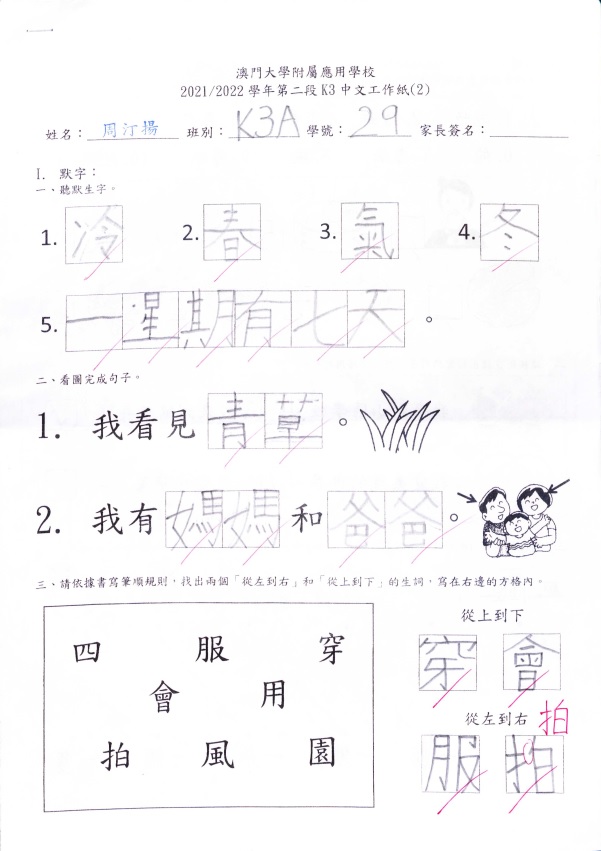 澳門大學附屬應用學校
2021/2022 學年第二段 K3 中文工作紙(2)
姓名：周汀揚 班別：K3A 學號：29 家長簽名：
I. 默字：
一、聽默生字。
1. 冷 2. 春 3. 氣 4. 冬
5. 一星期有七天。
二、看圖完成句子。
1. 我看見青草。
2. 我有媽媽和爸爸。
三、請依據書寫筆順規則，找出兩個「從左到右」和「從上到下」的生詞，寫在右邊的方格內。
四 服 穿
會 用
拍 風 園
從上到下
穿 會
從左到右 拍
服 拍